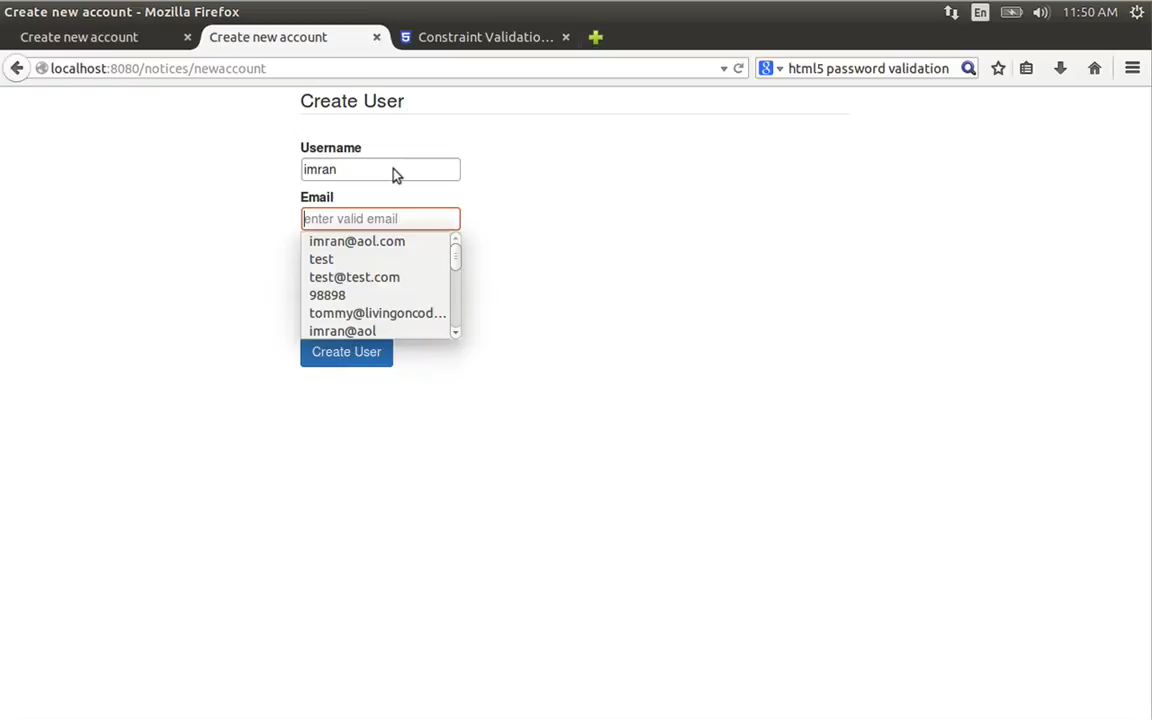 Create new account - Mozilla Firefox
En
11:50 AM
Create new account
Create new account
Constraint Validatio...
localhost:8080/notices/newaccount
html5 password validation
Create User
Username
imran
Email
enter valid email
imran@aol.com
test
test@test.com
98898
tommy@livingoncod...
imran@aol
Create User